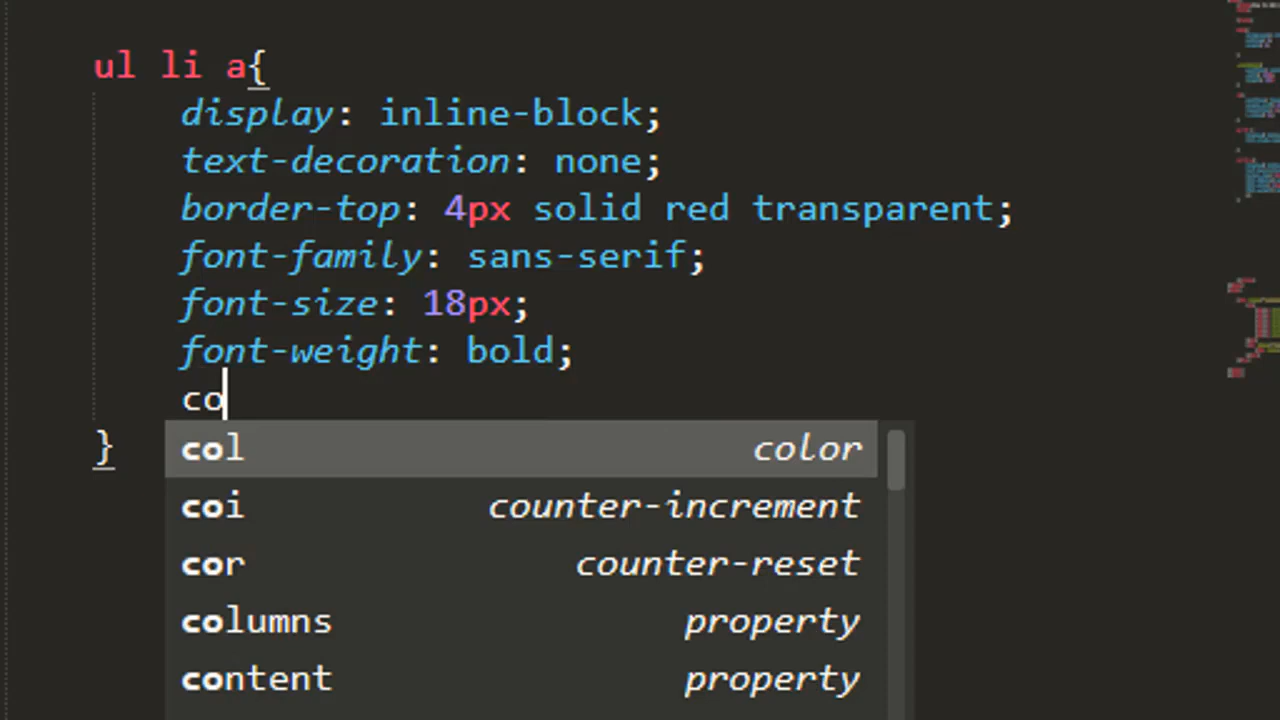 ul li a{
display: inline-block;
text-decoration: none;
border-top: 4px solid red transparent;
font-family: sans-serif;
font-size: 18px;
font-weight: bold;
co
}
col color
coi counter-increment
cor counter-reset
columns property
content property